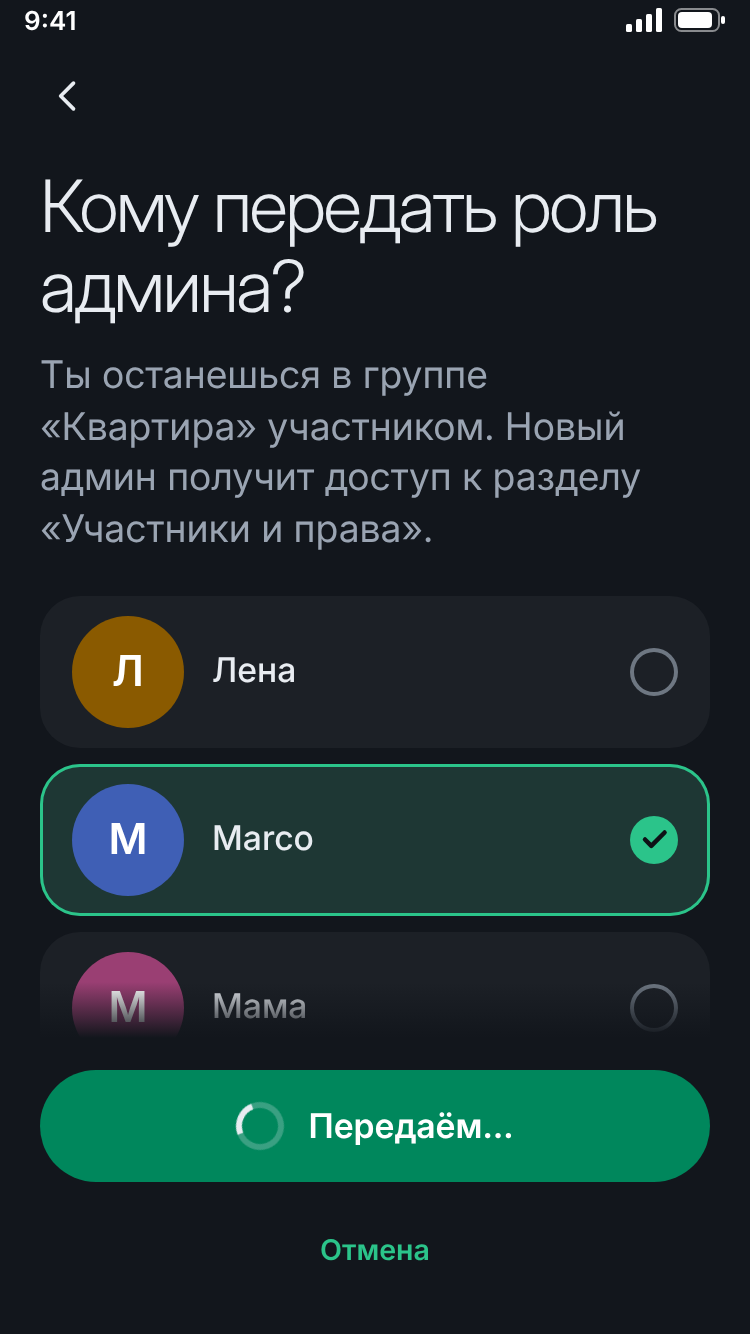 9:41
Кому передать роль
админа?
Ты останешься в группе
«Квартира» участником. Новый
админ получит доступ к разделу
«Участники и права».
Л
Лена
M
Marco
М
Мама
Передаём...
Отмена